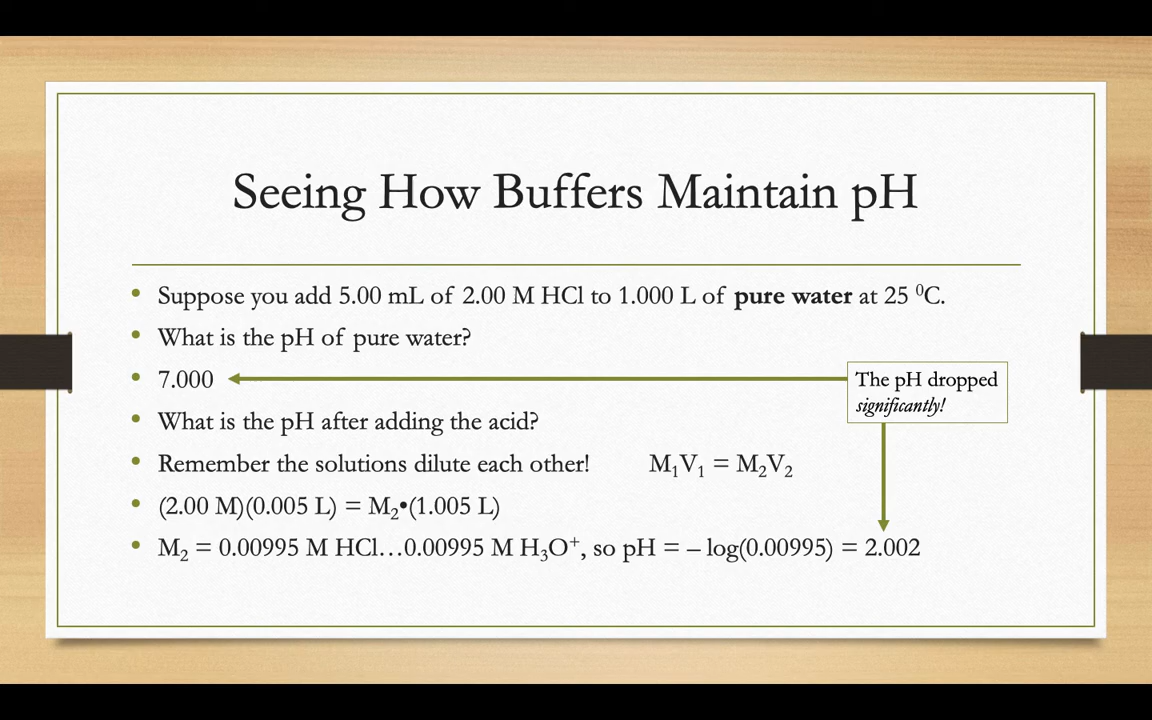 Seeing How Buffers Maintain pH
• Suppose you add 5.00 mL of 2.00 M HCl to 1.000 L of pure water at 25 ⁰C.
• What is the pH of pure water?
• 7.000
The pH dropped
significantly!
• What is the pH after adding the acid?
• Remember the solutions dilute each other! M₁V₁ = M₂V₂
• (2.00 M)(0.005 L) = M₂•(1.005 L)
• M₂ = 0.00995 M HCl…0.00995 M H₃O⁺, so pH = – log(0.00995) = 2.002